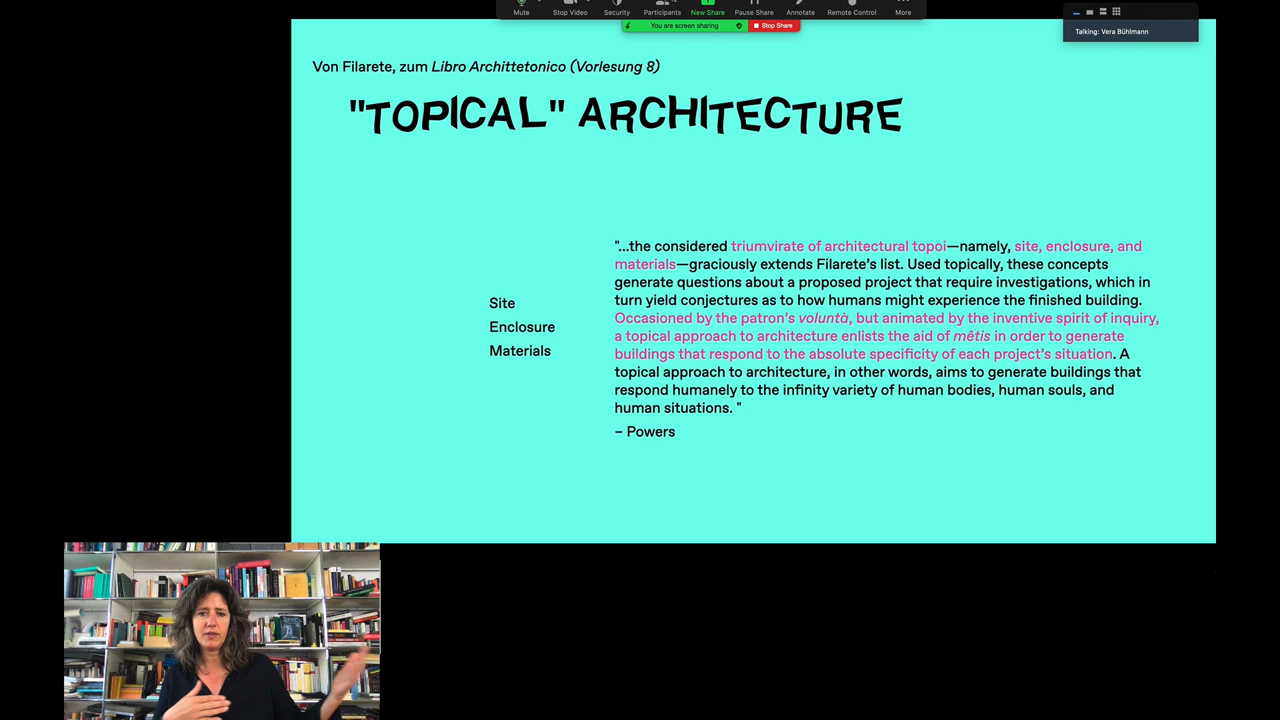 Mute
Stop Video
Security
Participants
New Share
Pause Share
Annotate
Remote Control
More
You are screen sharing
Stop Share
Talking: Vera Bühlmann
Von Filarete, zum Libro Archittetonico (Vorlesung 8)
"TOPICAL" ARCHITECTURE
Site
Enclosure
Materials
"...the considered triumvirate of architectural topoi—namely, site, enclosure, and
materials—graciously extends Filarete's list. Used topically, these concepts
generate questions about a proposed project that require investigations, which in
turn yield conjectures as to how humans might experience the finished building.
Occasioned by the patron's voluntà, but animated by the inventive spirit of inquiry,
a topical approach to architecture enlists the aid of mêtis in order to generate
buildings that respond to the absolute specificity of each project's situation. A
topical approach to architecture, in other words, aims to generate buildings that
respond humanely to the infinity variety of human bodies, human souls, and
human situations. "
– Powers